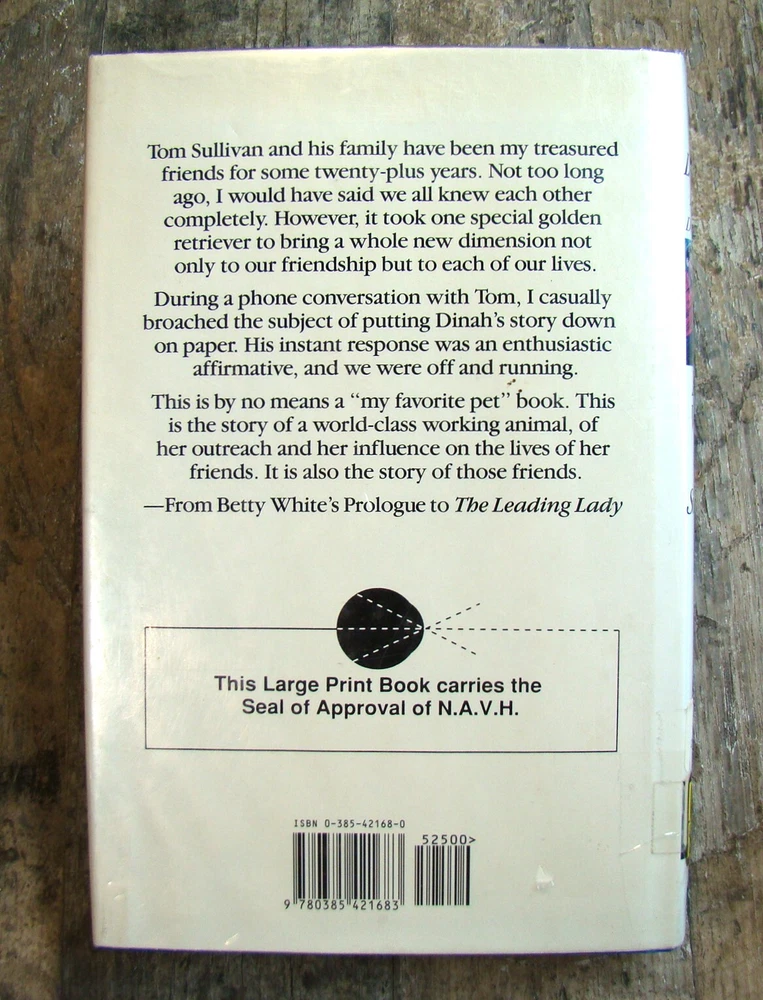 Tom Sullivan and his family have been my treasured
friends for some twenty-plus years. Not too long
ago, I would have said we all knew each other
completely. However, it took one special golden
retriever to bring a whole new dimension not
only to our friendship but to each of our lives.
During a phone conversation with Tom, I casually
broached the subject of putting Dinah's story down
on paper. His instant response was an enthusiastic
affirmative, and we were off and running.
This is by no means a “my favorite pet” book. This
is the story of a world-class working animal, of
her outreach and her influence on the lives of her
friends. It is also the story of those friends.
—From Betty White's Prologue to The Leading Lady
This Large Print Book carries the
Seal of Approval of N.A.V.H.
ISBN 0-385-42168-0
52500>
9 780385 421683